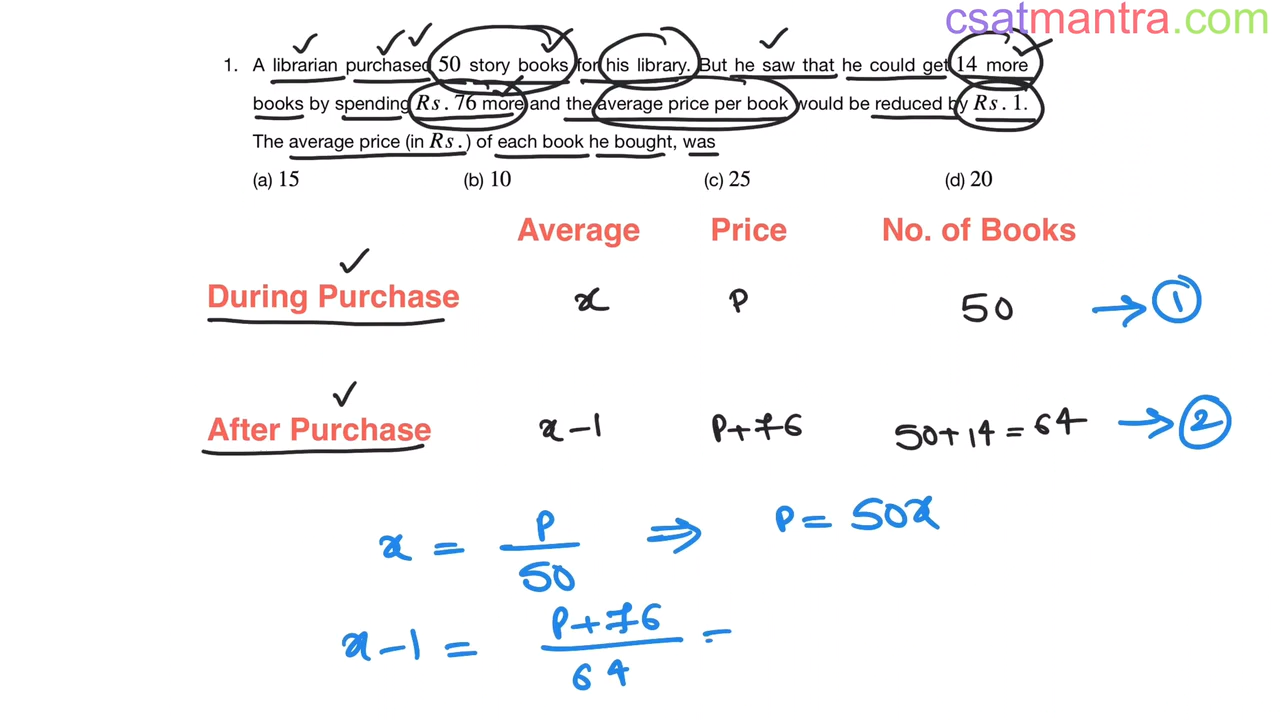 csatmantra.com
1. A librarian purchased 50 story books for his library. But he saw that he could get 14 more
books by spending Rs. 76 more and the average price per book would be reduced by Rs. 1.
The average price (in Rs.) of each book he bought, was
(a) 15 (b) 10 (c) 25 (d) 20
Average Price No. of Books
During Purchase x P 50 → 1
After Purchase x-1 P+76 50+14=64 → 2
x = P/50 ⇒ P = 50x
x-1 = P+76/64 =